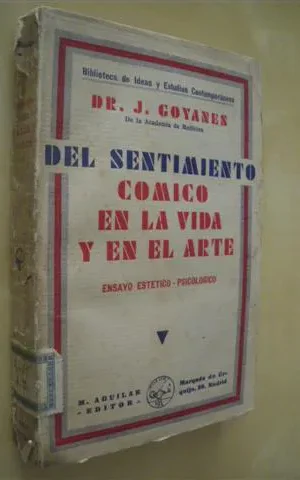 Biblioteca de Ideas y Estudios Contemporáneos
DR. J. GOYANES
De la Academia de Medicina
DEL SENTIMIENTO
COMICO
EN LA VIDA
Y EN EL ARTE
ENSAYO ESTETICO-PSICOLOGICO
M. AGUILAR
-EDITOR-
Marqués de Ur-
quijo, 39. Madrid